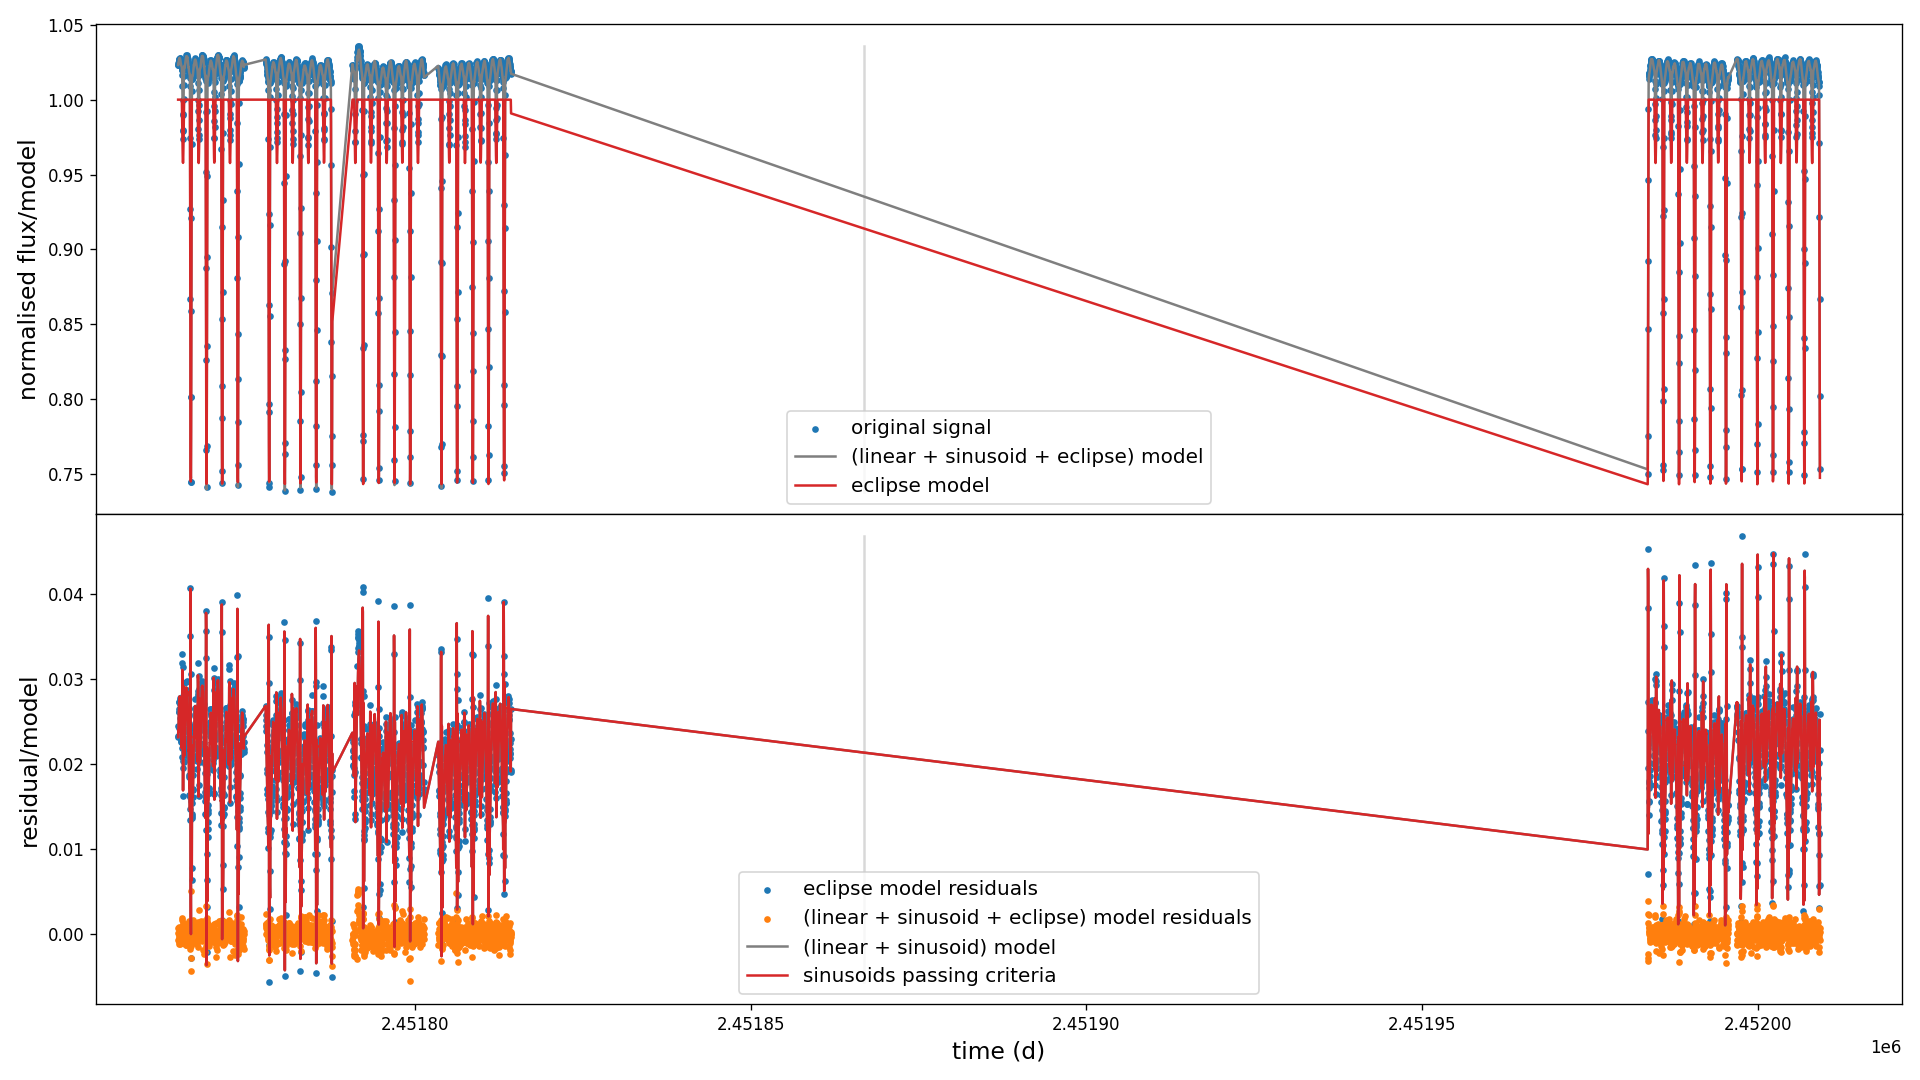 1.05
1.00
0.95
0.90
0.85
0.80
0.75
normalised flux/model
original signal
(linear + sinusoid + eclipse) model
eclipse model
0.04
0.03
0.02
0.01
0.00
residual/model
eclipse model residuals
(linear + sinusoid + eclipse) model residuals
(linear + sinusoid) model
sinusoids passing criteria
2.45180 2.45185 2.45190 2.45195 2.45200
time (d)
1e6